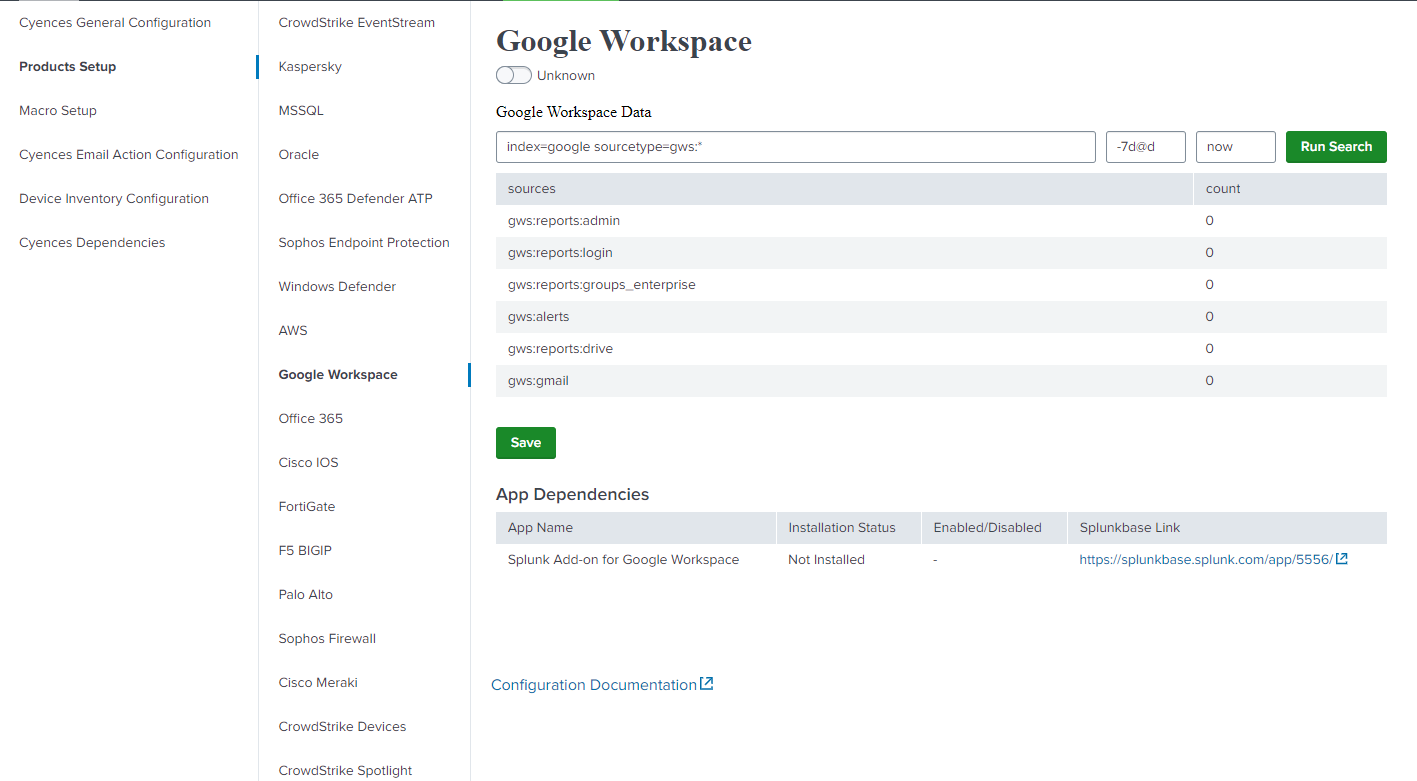 Cyences General Configuration
Products Setup
Macro Setup
Cyences Email Action Configuration
Device Inventory Configuration
Cyences Dependencies
CrowdStrike EventStream
Kaspersky
MSSQL
Oracle
Office 365 Defender ATP
Sophos Endpoint Protection
Windows Defender
AWS
Google Workspace
Office 365
Cisco IOS
FortiGate
F5 BIGIP
Palo Alto
Sophos Firewall
Cisco Meraki
CrowdStrike Devices
CrowdStrike Spotlight
Google Workspace
Unknown
Google Workspace Data
index=google sourcetype=gws:* -7d@d now Run Search
sources count
gws:reports:admin 0
gws:reports:login 0
gws:reports:groups_enterprise 0
gws:alerts 0
gws:reports:drive 0
gws:gmail 0
Save
App Dependencies
App Name Installation Status Enabled/Disabled Splunkbase Link
Splunk Add-on for Google Workspace Not Installed - https://splunkbase.splunk.com/app/5556/
Configuration Documentation